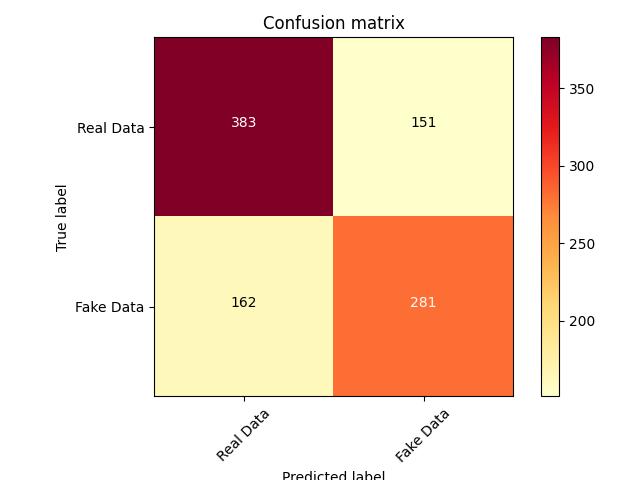 Confusion matrix
350
Real Data
383
151
300
True label
250
Fake Data
162
281
200
Real Data
Fake Data
Predicted label